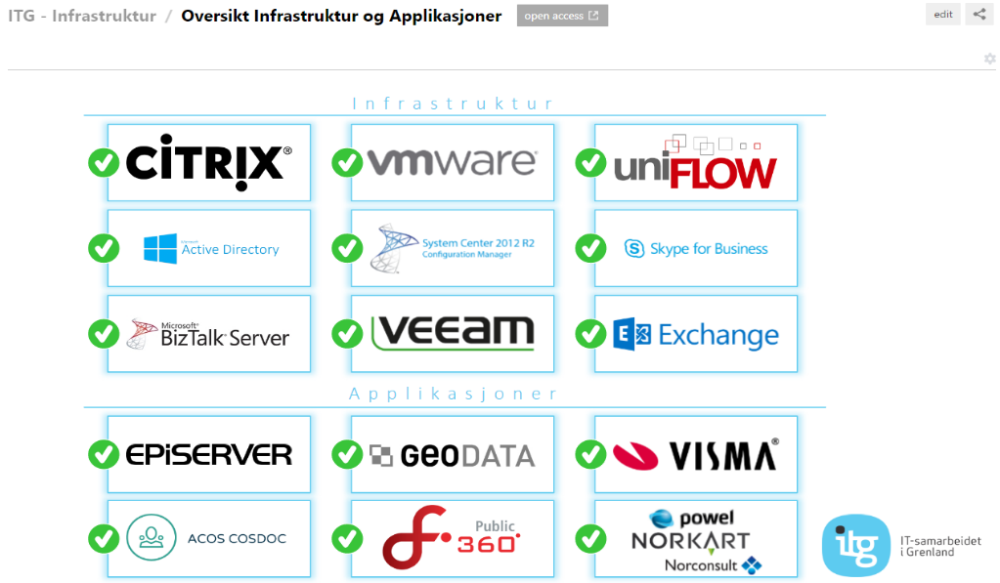 ITG - Infrastruktur / Oversikt Infrastruktur og Applikasjoner open access edit
Infrastruktur
CİTRIX®
vmware®
uniFLOW
Active Directory
System Center 2012 R2
Configuration Manager
Skype for Business
Microsoft®
BizTalk Server
veeam
Exchange
Applikasjoner
EPiSERVER
GEODATA
VISMA®
ACOS COSDOC
Public
360°
powel
NORKART
Norconsult
itg
IT-samarbeidet
i Grenland